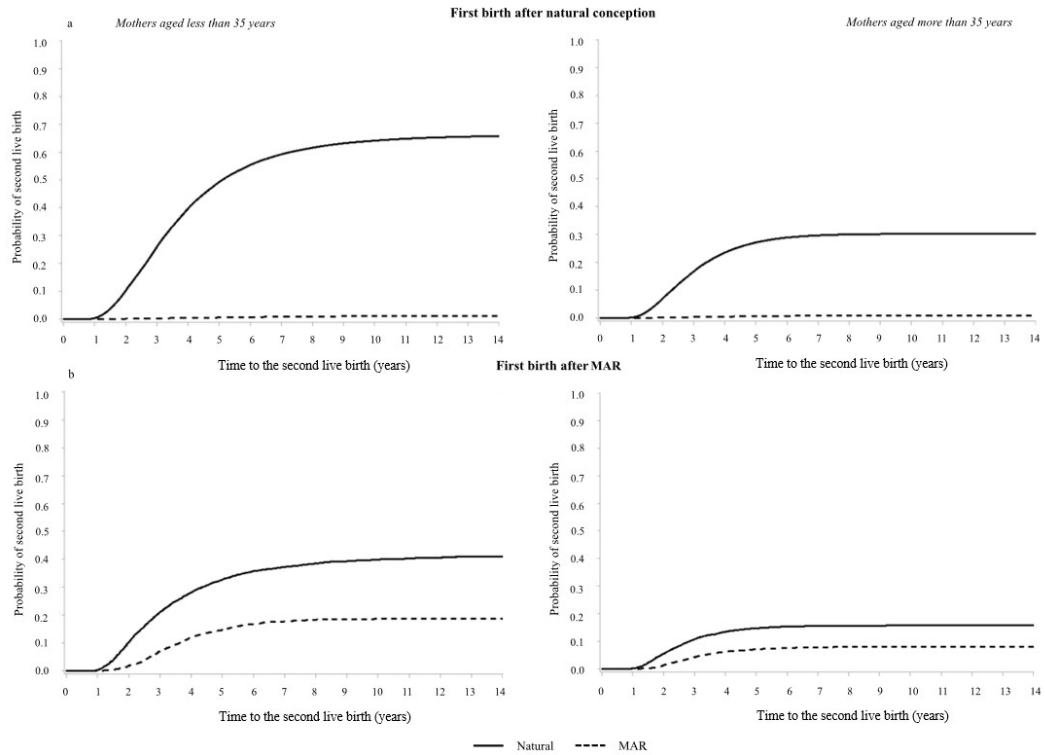 First birth after natural conception
a
Mothers aged less than 35 years
Mothers aged more than 35 years
Probability of second live birth
1.0
0.9
0.8
0.7
0.6
0.5
0.4
0.3
0.2
0.1
0.0
0 1 2 3 4 5 6 7 8 9 10 11 12 13 14
Time to the second live birth (years)
Probability of second live birth
1.0
0.9
0.8
0.7
0.6
0.5
0.4
0.3
0.2
0.1
0.0
0 1 2 3 4 5 6 7 8 9 10 11 12 13 14
Time to the second live birth (years)
First birth after MAR
b
Probability of second live birth
1.0
0.9
0.8
0.7
0.6
0.5
0.4
0.3
0.2
0.1
0.0
0 1 2 3 4 5 6 7 8 9 10 11 12 13 14
Time to the second live birth (years)
Probability of second live birth
1.0
0.9
0.8
0.7
0.6
0.5
0.4
0.3
0.2
0.1
0.0
0 1 2 3 4 5 6 7 8 9 10 11 12 13 14
Time to the second live birth (years)
Natural MAR